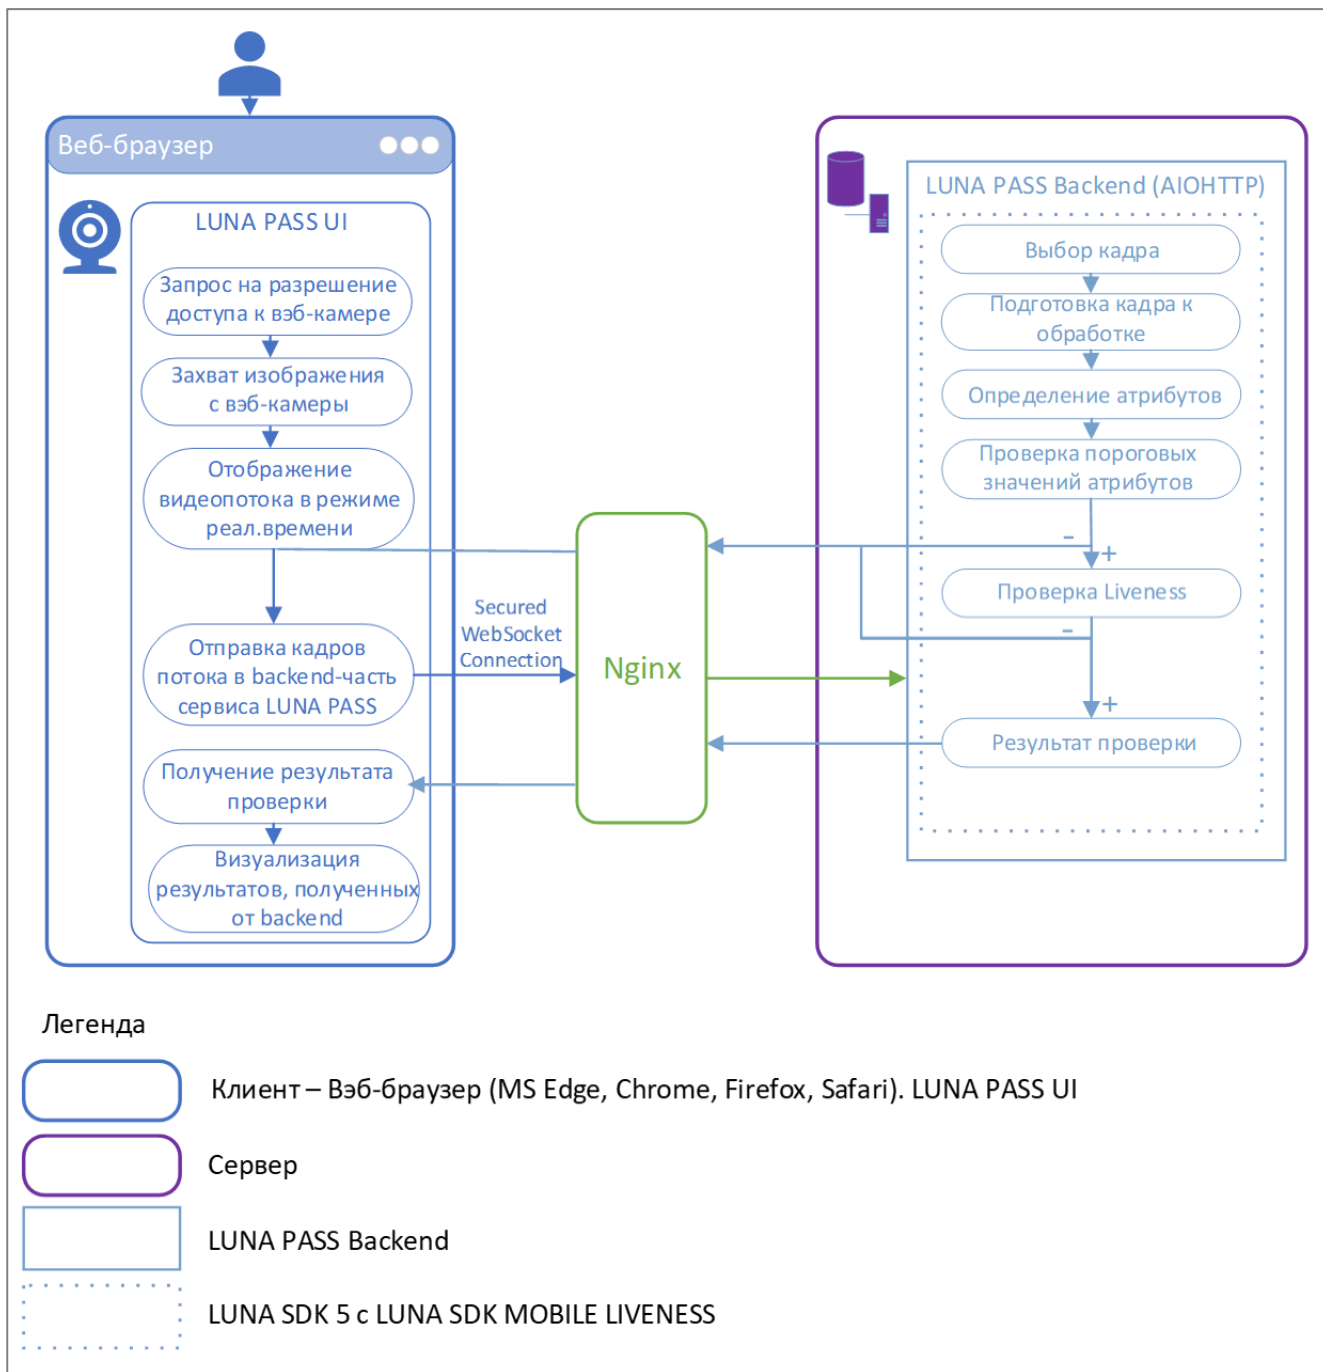 Веб-браузер
LUNA PASS UI
Запрос на разрешение
доступа к вэб-камере
Захват изображения
с вэб-камеры
Отображение
видеопотока в режиме
реал.времени
Отправка кадров
потока в backend-часть
сервиса LUNA PASS
Получение результата
проверки
Визуализация
результатов, полученных
от backend
Secured
WebSocket
Connection
Nginx
LUNA PASS Backend (AIOHTTP)
Выбор кадра
Подготовка кадра к
обработке
Определение атрибутов
Проверка пороговых
значений атрибутов
-
+
Проверка Liveness
-
+
Результат проверки
Легенда
Клиент – Вэб-браузер (MS Edge, Chrome, Firefox, Safari). LUNA PASS UI
Сервер
LUNA PASS Backend
LUNA SDK 5 с LUNA SDK MOBILE LIVENESS